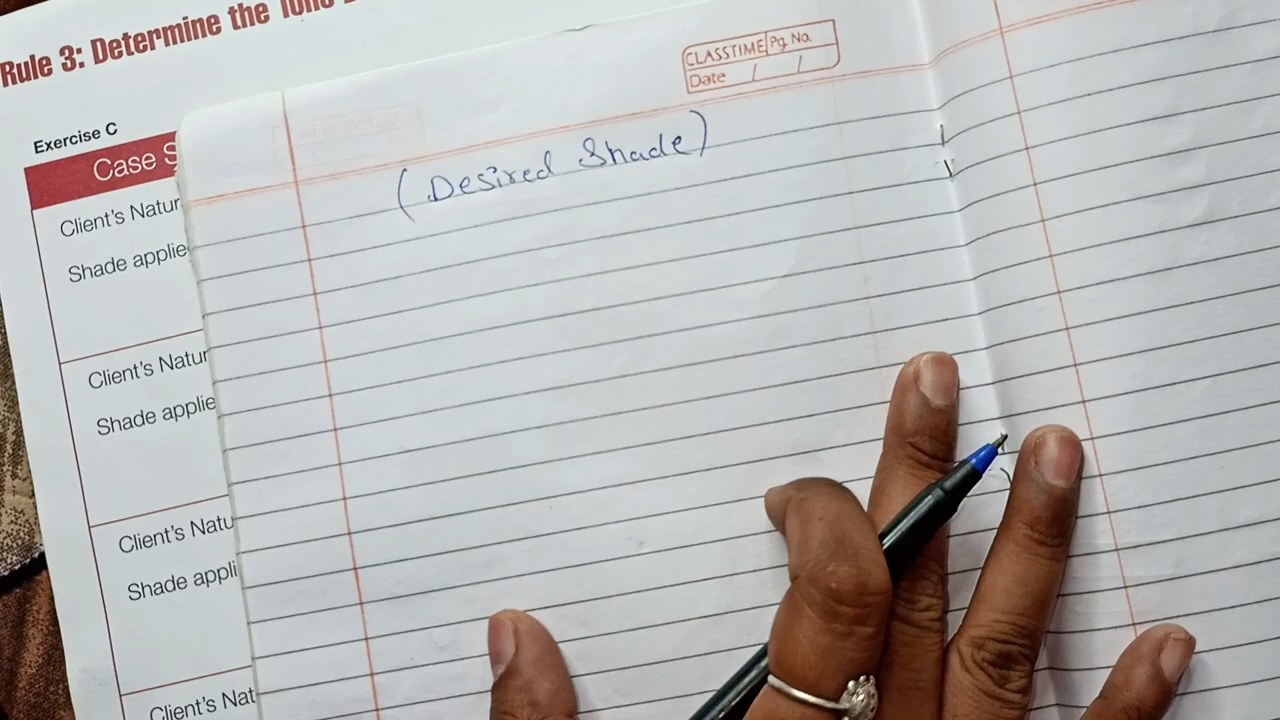 Rule 3: Determine the
Exercise C
Case
CLASSTIME Pg. No.
Date / /
(Desired Shade)
Client's Natur
Shade applie
Client's Natur
Shade applie
Client's Natu
Shade appli
Client's Nat